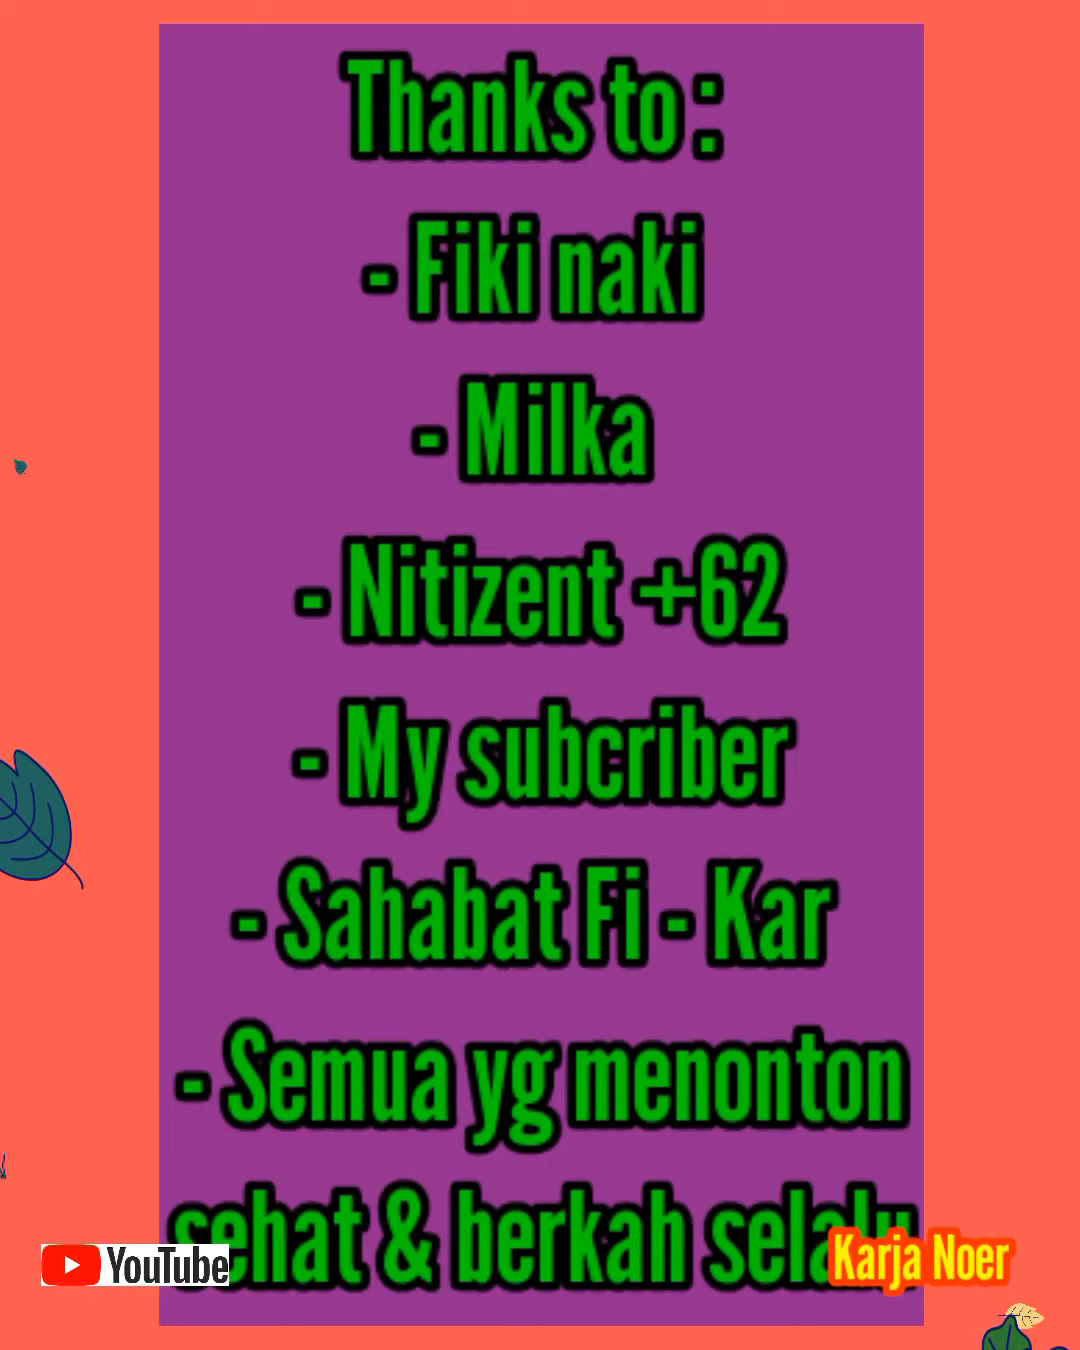 Thanks to :
- Fiki naki
- Milka
- Nitizent +62
- My subcriber
- Sahabat Fi - Kar
- Semua yg menonton
sehat & berkah selalu
YouTube
Karja Noer